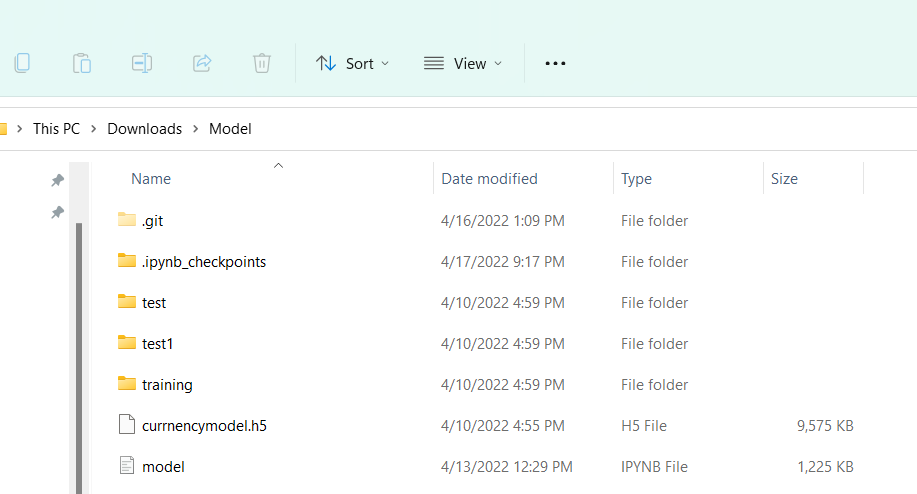 Sort View
This PC > Downloads > Model
Name Date modified Type Size
.git 4/16/2022 1:09 PM File folder
.ipynb_checkpoints 4/17/2022 9:17 PM File folder
test 4/10/2022 4:59 PM File folder
test1 4/10/2022 4:59 PM File folder
training 4/10/2022 4:59 PM File folder
currnencymodel.h5 4/10/2022 4:55 PM H5 File 9,575 KB
model 4/13/2022 12:29 PM IPYNB File 1,225 KB